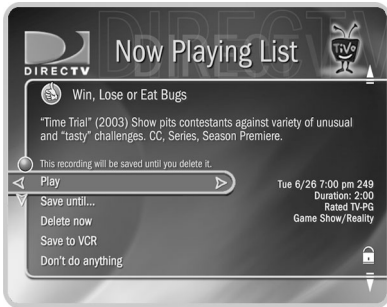 DIRECTV
Now Playing List
TiVo
Win, Lose or Eat Bugs
“Time Trial” (2003) Show pits contestants against variety of unusual
and “tasty” challenges. CC, Series, Season Premiere.
This recording will be saved until you delete it.
Play
Save until...
Delete now
Save to VCR
Don't do anything
Tue 6/26 7:00 pm 249
Duration: 2:00
Rated TV-PG
Game Show/Reality